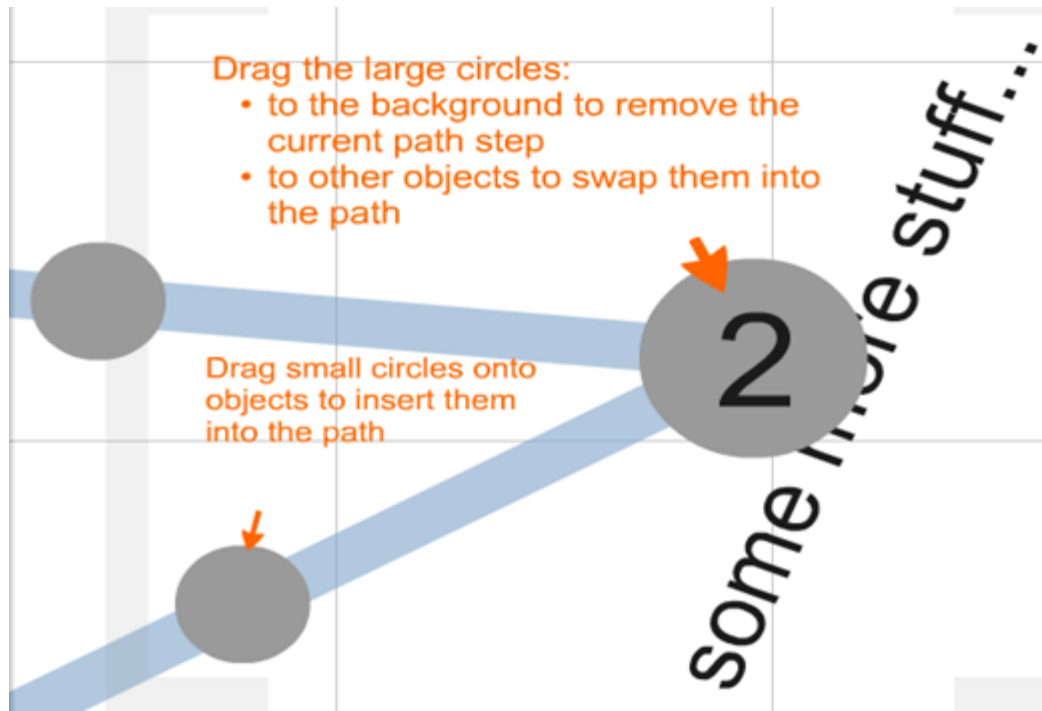 Drag the large circles:
• to the background to remove the
current path step
• to other objects to swap them into
the path
2
Drag small circles onto
objects to insert them
into the path
some more stuff...